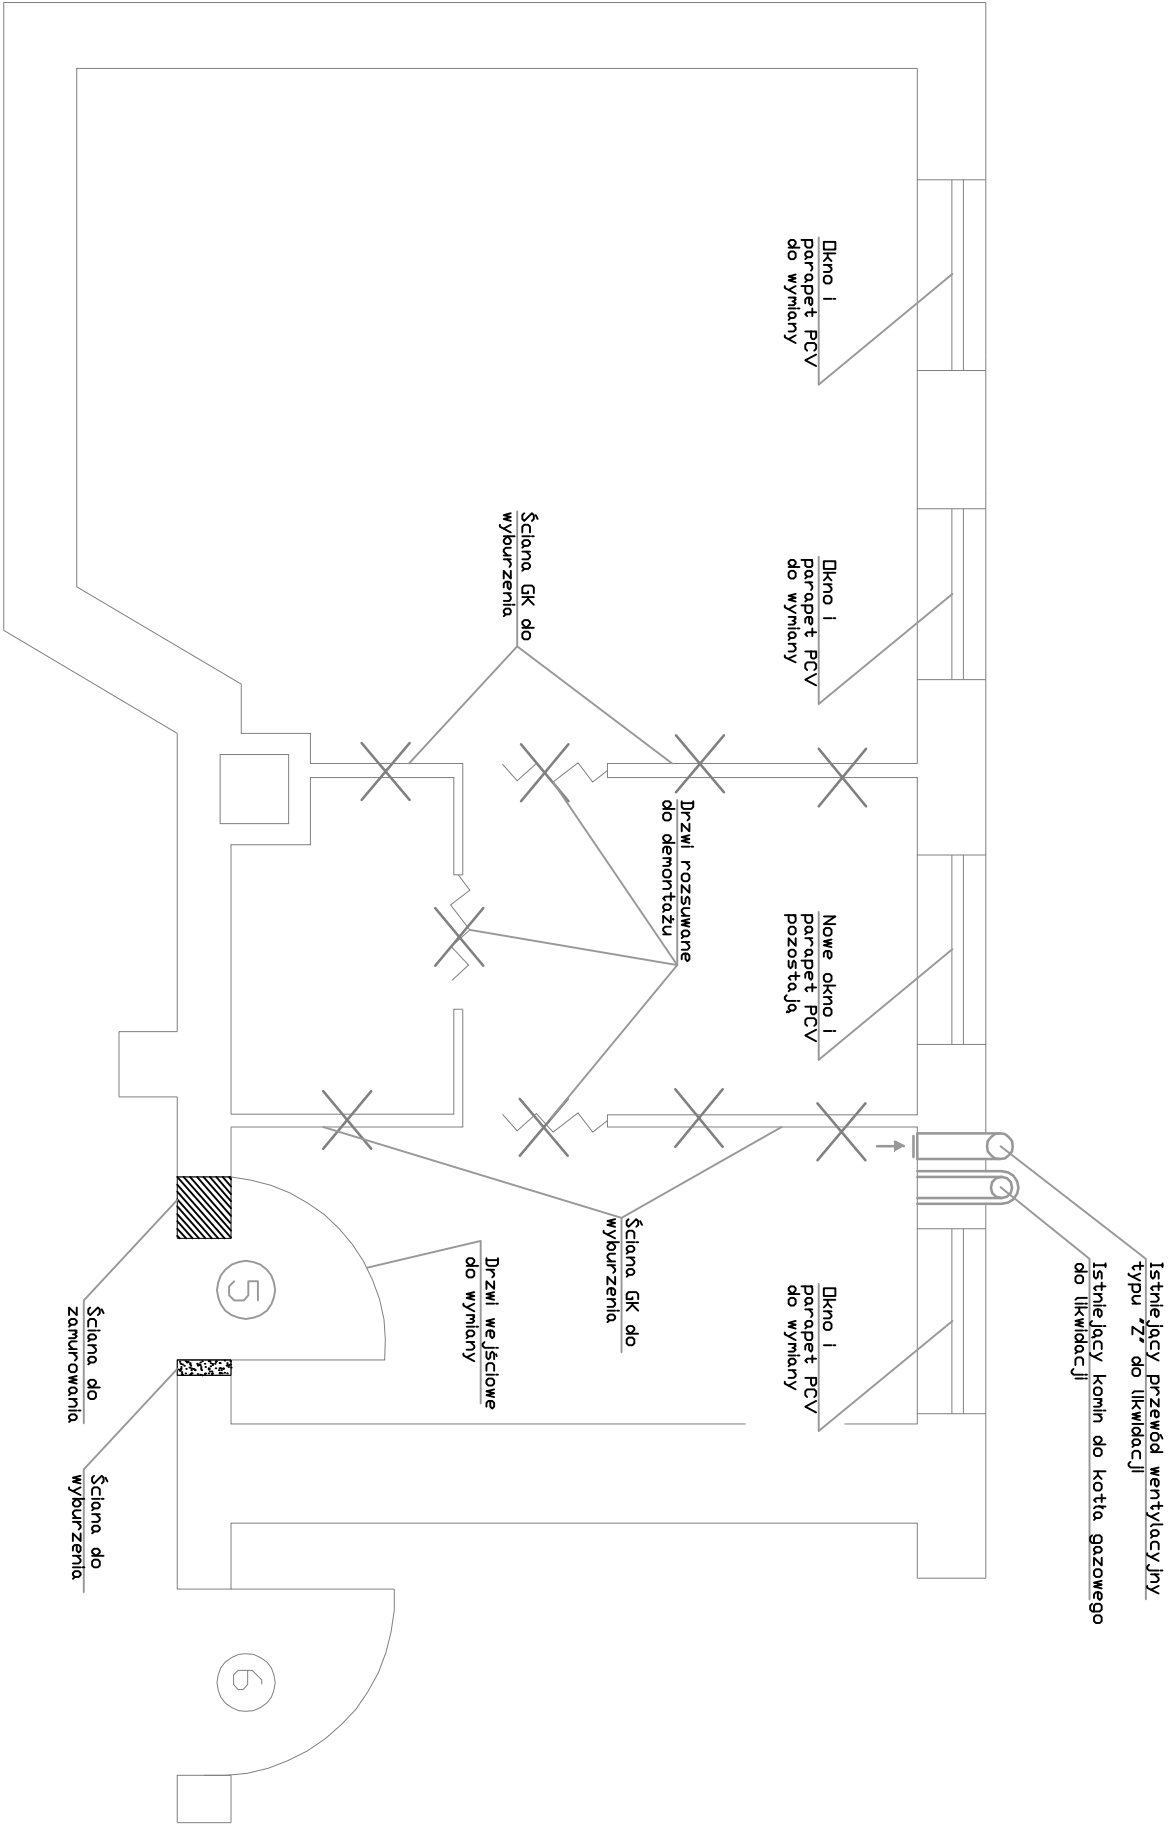 Istniejący przewód wentylacyjny
typu "Z" do likwidacji
Istniejący komin do kotła gazowego
do likwidacji
Okno i
parapet PCV
do wymiany
Okno i
parapet PCV
do wymiany
Nowe okno i
parapet PCV
pozostają
Okno i
parapet PCV
do wymiany
Drzwi rozsuwane
do demontażu
Ściana GK do
wyburzenia
Ściana GK do
wyburzenia
Drzwi wejściowe
do wymiany
5
6
Ściana do
zamurowania
Ściana do
wyburzenia